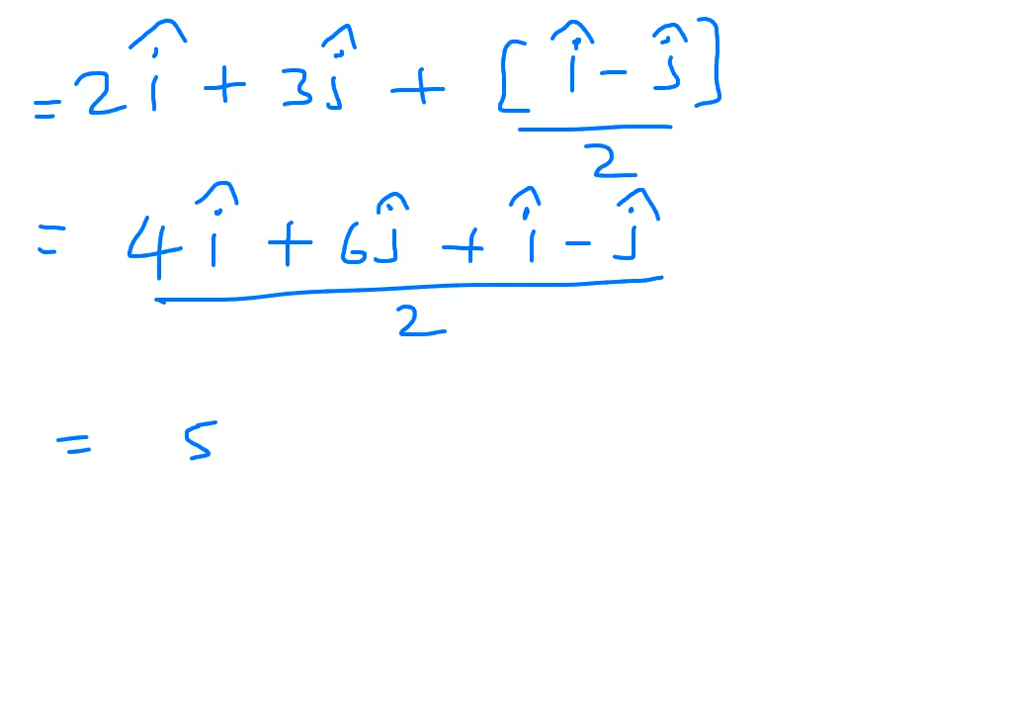 = 2î + 3ĵ + [î - ĵ]/2
= 4î + 6ĵ + î - ĵ/2
= 5